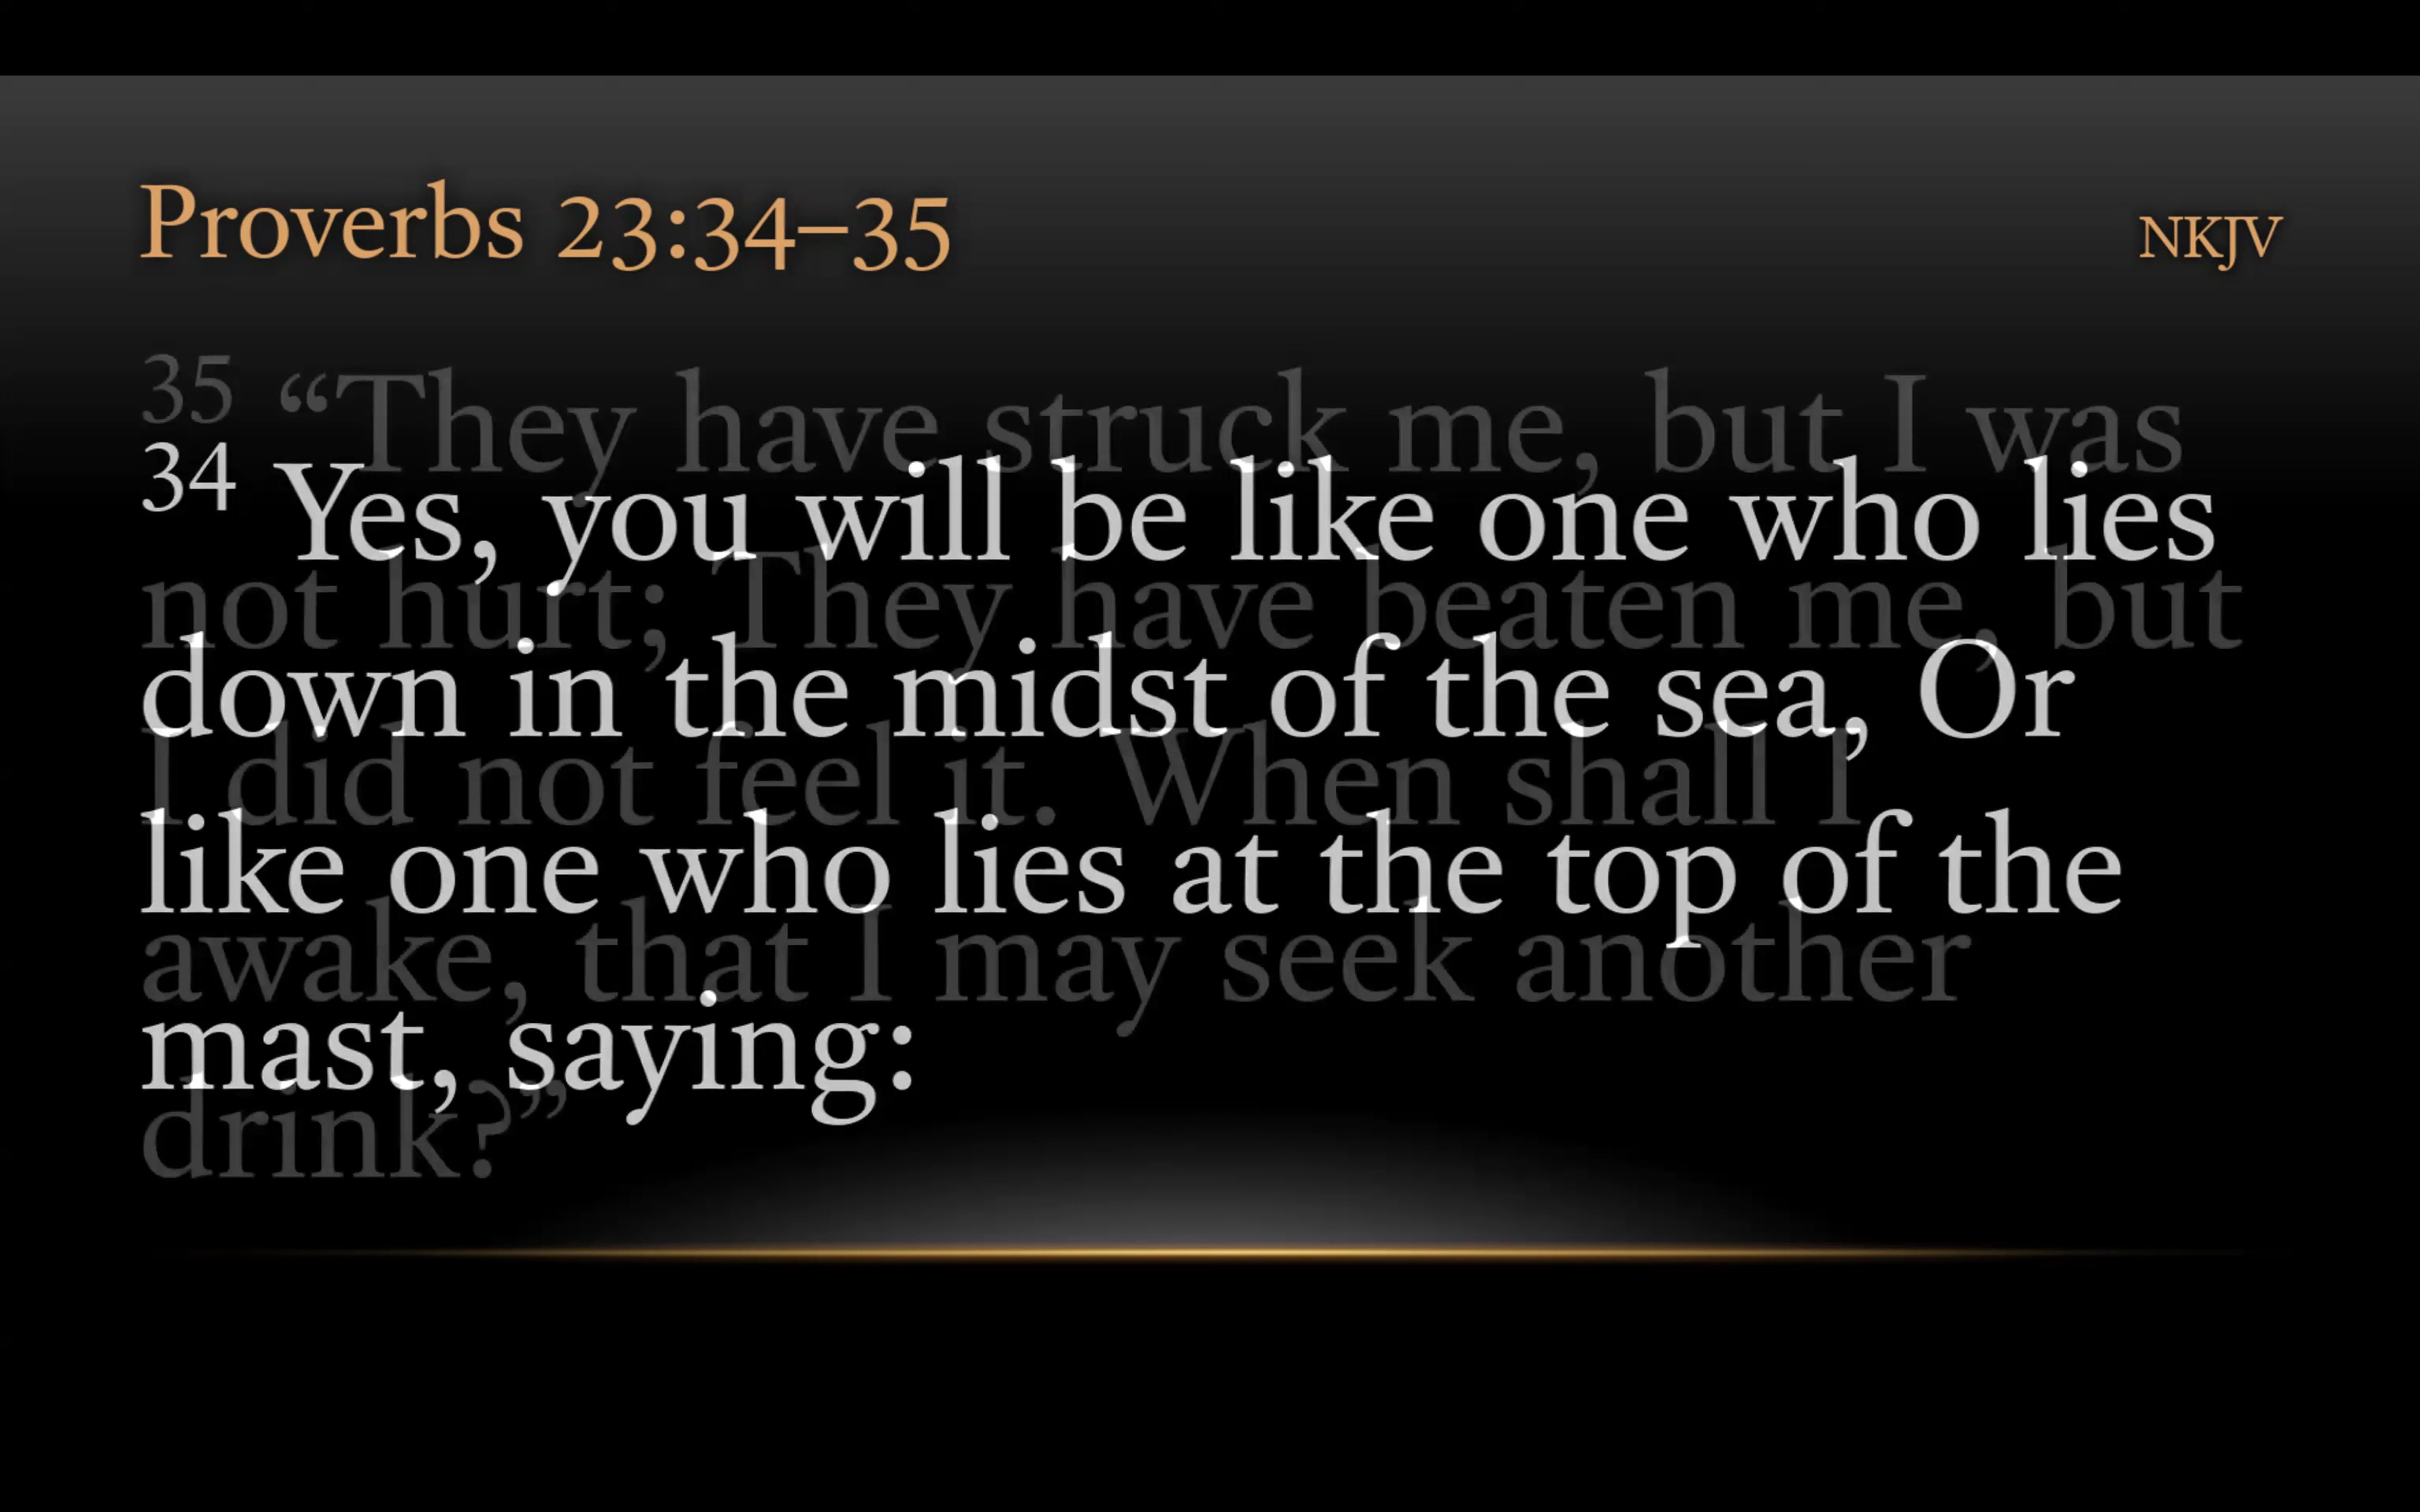 Proverbs 23:34–35
NKJV
34 Yes, you will be like one who lies
down in the midst of the sea, Or
like one who lies at the top of the
mast, saying:
35 “They have struck me, but I was
not hurt; They have beaten me, but
I did not feel it. When shall I
awake, that I may seek another
drink?”